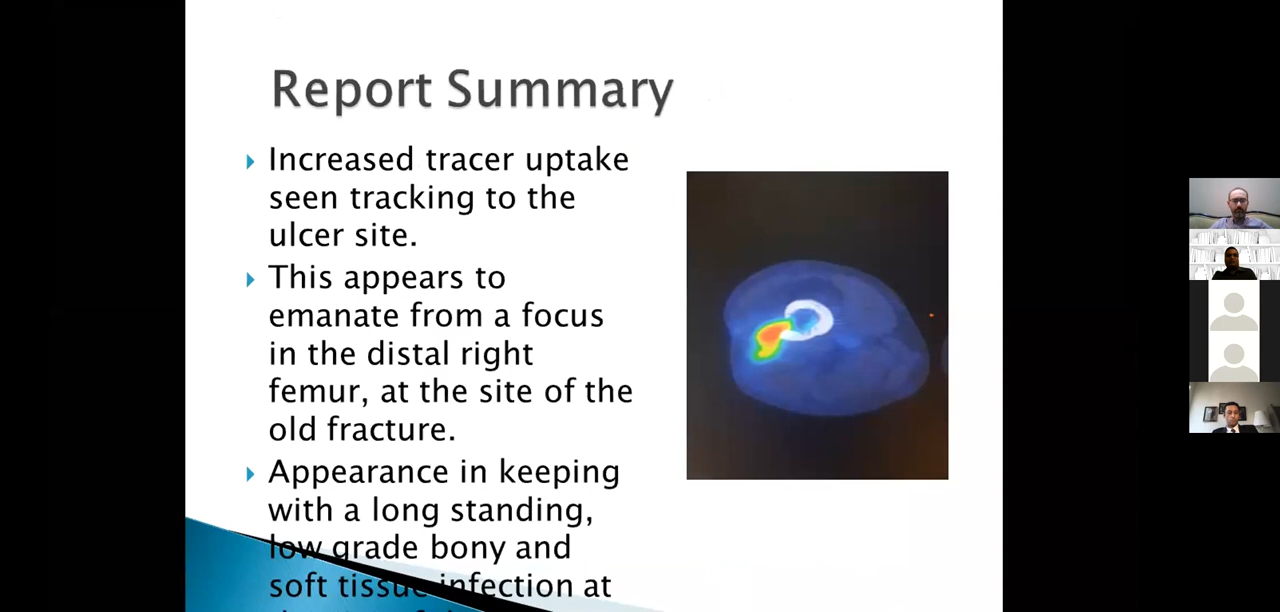 Report Summary
Increased tracer uptake
seen tracking to the
ulcer site.
This appears to
emanate from a focus
in the distal right
femur, at the site of the
old fracture.
Appearance in keeping
with a long standing,
low grade bony and
soft tissue infection at